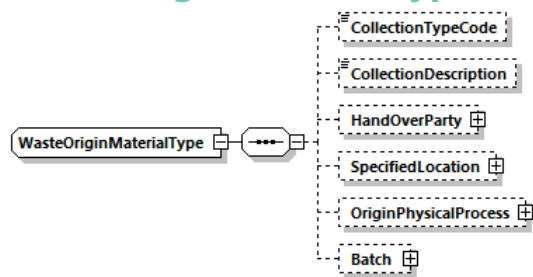 CollectionTypeCode
CollectionDescription
HandOverParty
WasteOriginMaterialType
SpecifiedLocation
OriginPhysicalProcess
Batch